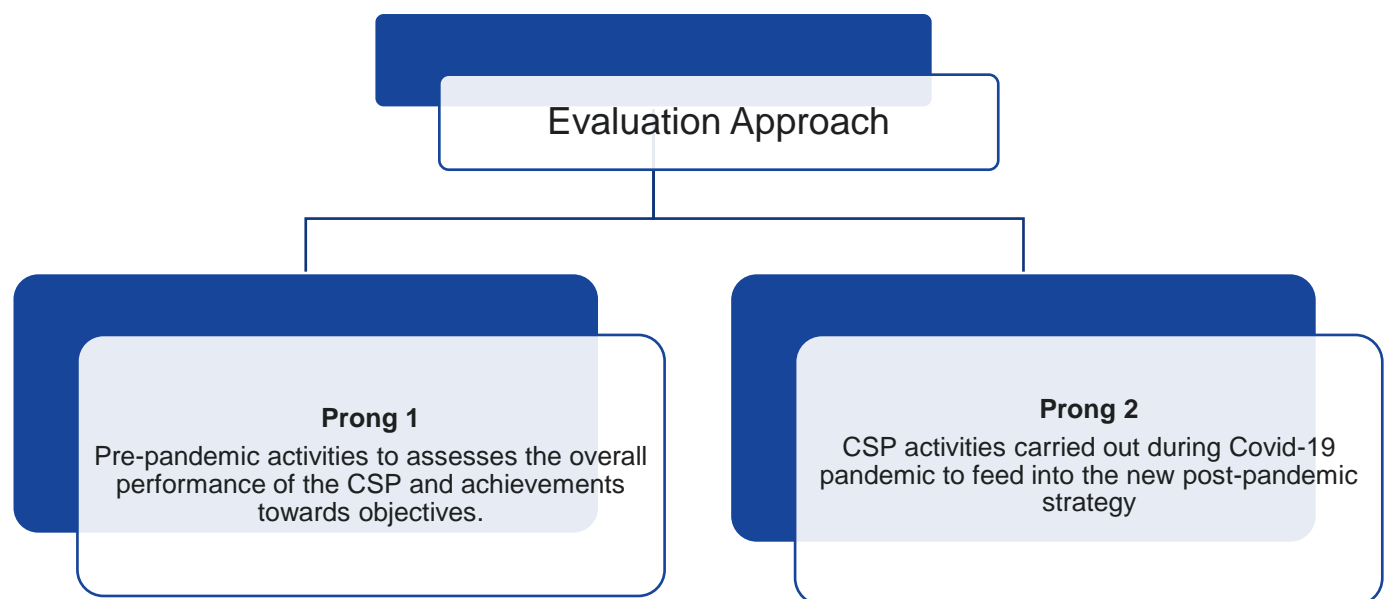 Evaluation Approach
Prong 1
Pre-pandemic activities to assesses the overall
performance of the CSP and achievements
towards objectives.
Prong 2
CSP activities carried out during Covid-19
pandemic to feed into the new post-pandemic
strategy